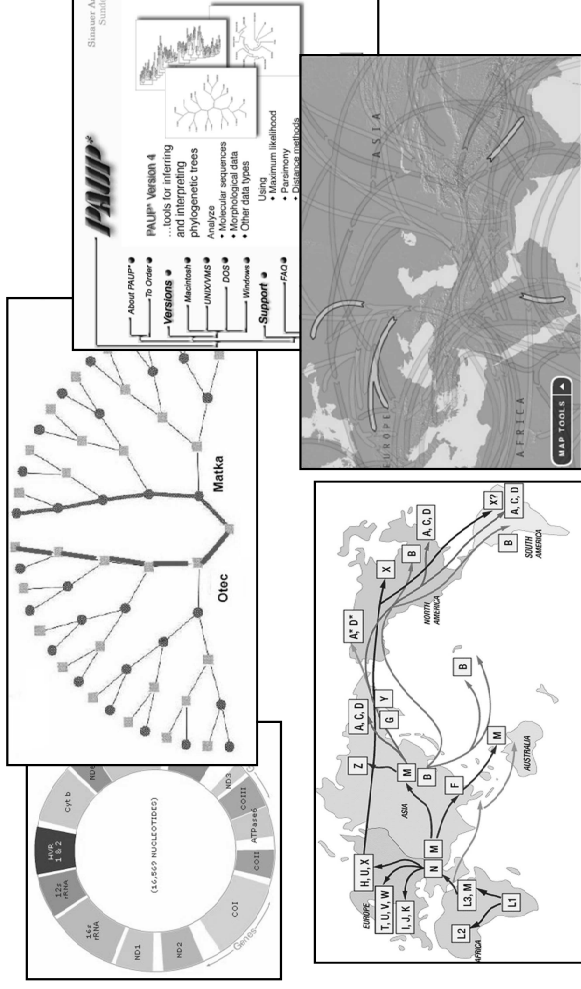 Sinauer
PAUP*
PAUP* Version 4
...tools for inferring
and interpreting
phylogenetic trees
Analyze
• Molecular sequences
• Morphological data
• Other data types
Using
• Maximum likelihood
• Parsimony
• Distance methods
About PAUP*
To Order
Versions
Macintosh
UNIX/VMS
DOS
Windows
Support
FAQ
Otec
Matka
EUROPE
ASIA
AFRICA
MAP TOOLS
Cyt b
HVR
1 & 2
12s
rRNA
16s
rRNA
ND1
ND2
COI
COII
ATPase6
COIII
ND3
(16,569 NUCLEOTIDES)
Genes
EUROPE
H, U, X
T, U, V, W
I, J, K
N
M
L3, M
L1
L2
AFRICA
ASIA
Z
M
B
F
G
Y
A, C, D
A*, D*
X
B
A, C, D
NORTH
AMERICA
B
M
AUSTRALIA
X?
A, C, D
B
SOUTH
AMERICA